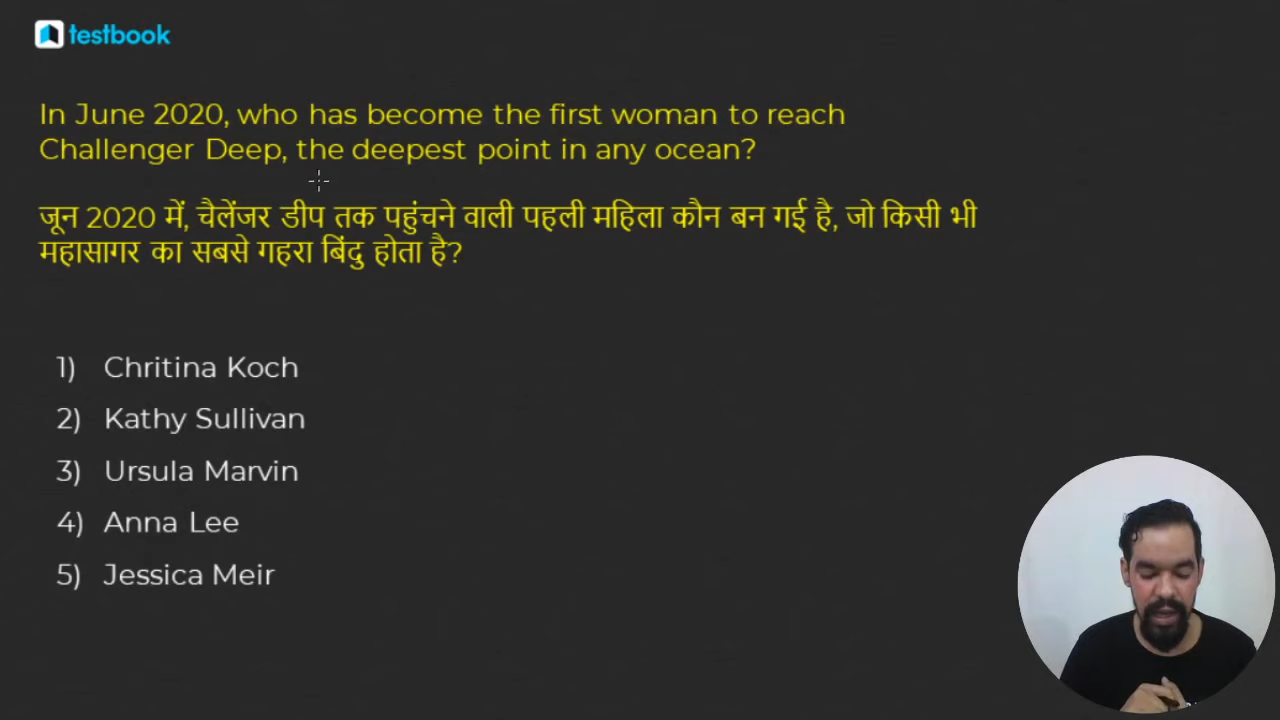 testbook
In June 2020, who has become the first woman to reach
Challenger Deep, the deepest point in any ocean?
जून 2020 में, चैलेंजर डीप तक पहुंचने वाली पहली महिला कौन बन गई है, जो किसी भी
महासागर का सबसे गहरा बिंदु होता है?
1) Chritina Koch
2) Kathy Sullivan
3) Ursula Marvin
4) Anna Lee
5) Jessica Meir